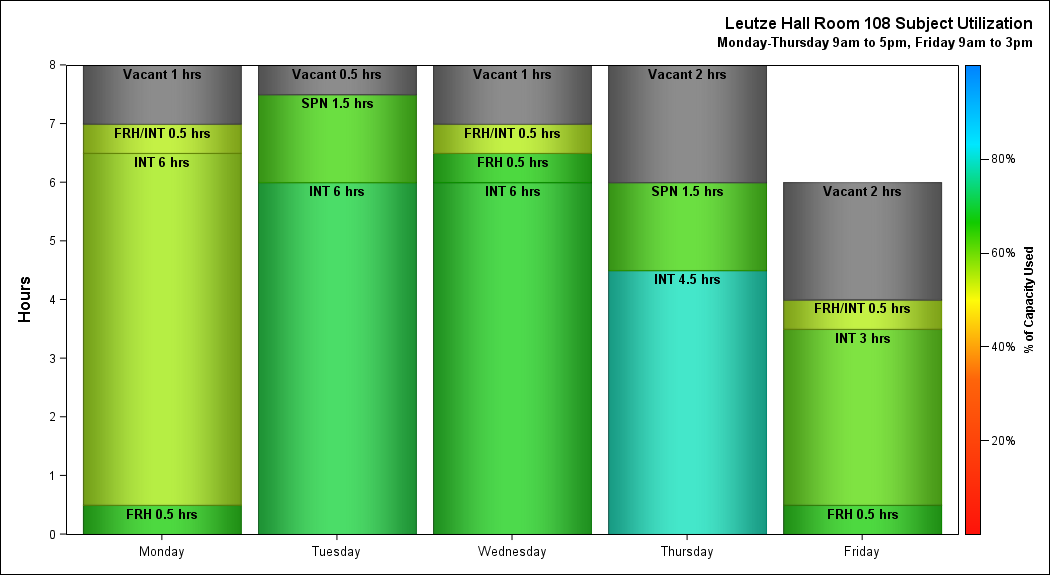 Leutze Hall Room 108 Subject Utilization
Monday-Thursday 9am to 5pm, Friday 9am to 3pm
Hours
8
7
6
5
4
3
2
1
0
Vacant 1 hrs
FRH/INT 0.5 hrs
INT 6 hrs
FRH 0.5 hrs
Monday
Vacant 0.5 hrs
SPN 1.5 hrs
INT 6 hrs
Tuesday
Vacant 1 hrs
FRH/INT 0.5 hrs
FRH 0.5 hrs
INT 6 hrs
Wednesday
Vacant 2 hrs
SPN 1.5 hrs
INT 4.5 hrs
Thursday
Vacant 2 hrs
FRH/INT 0.5 hrs
INT 3 hrs
FRH 0.5 hrs
Friday
80%
60%
40%
20%
% of Capacity Used